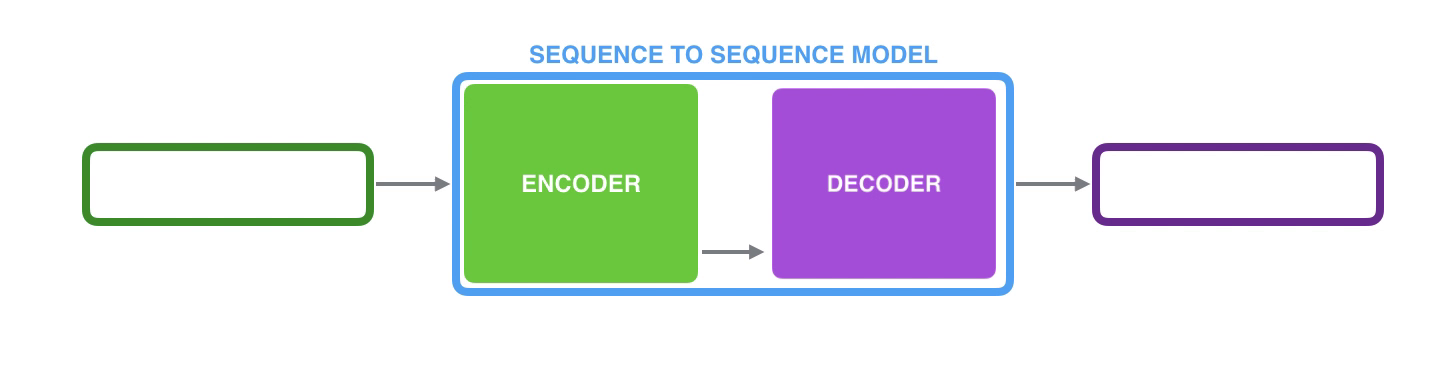 SEQUENCE TO SEQUENCE MODEL
ENCODER
DECODER